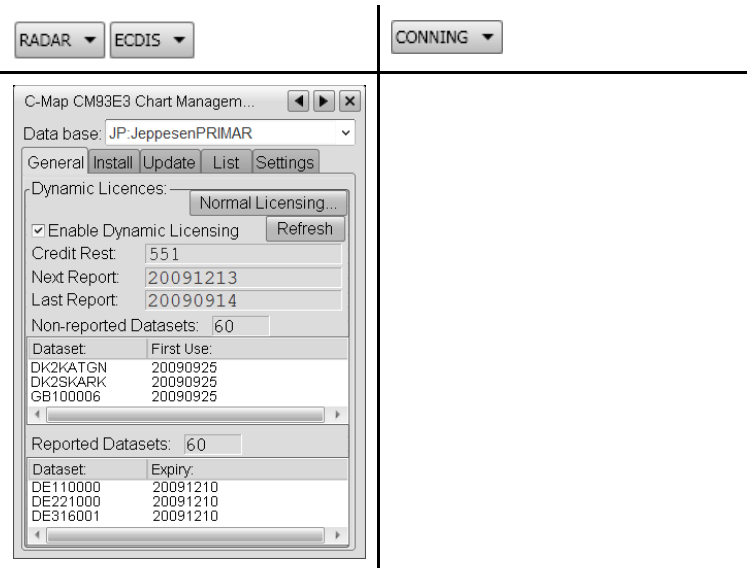 RADAR ECDIS CONNING
C-Map CM93E3 Chart Managem...
Data base: JP:JeppesenPRIMAR
General Install Update List Settings
Dynamic Licences:
Normal Licensing...
Enable Dynamic Licensing Refresh
Credit Rest: 551
Next Report: 20091213
Last Report: 20090914
Non-reported Datasets: 60
Dataset: First Use:
DK2KATGN 20090925
DK2SKARK 20090925
GB100006 20090925
Reported Datasets: 60
Dataset: Expiry:
DE110000 20091210
DE221000 20091210
DE316001 20091210